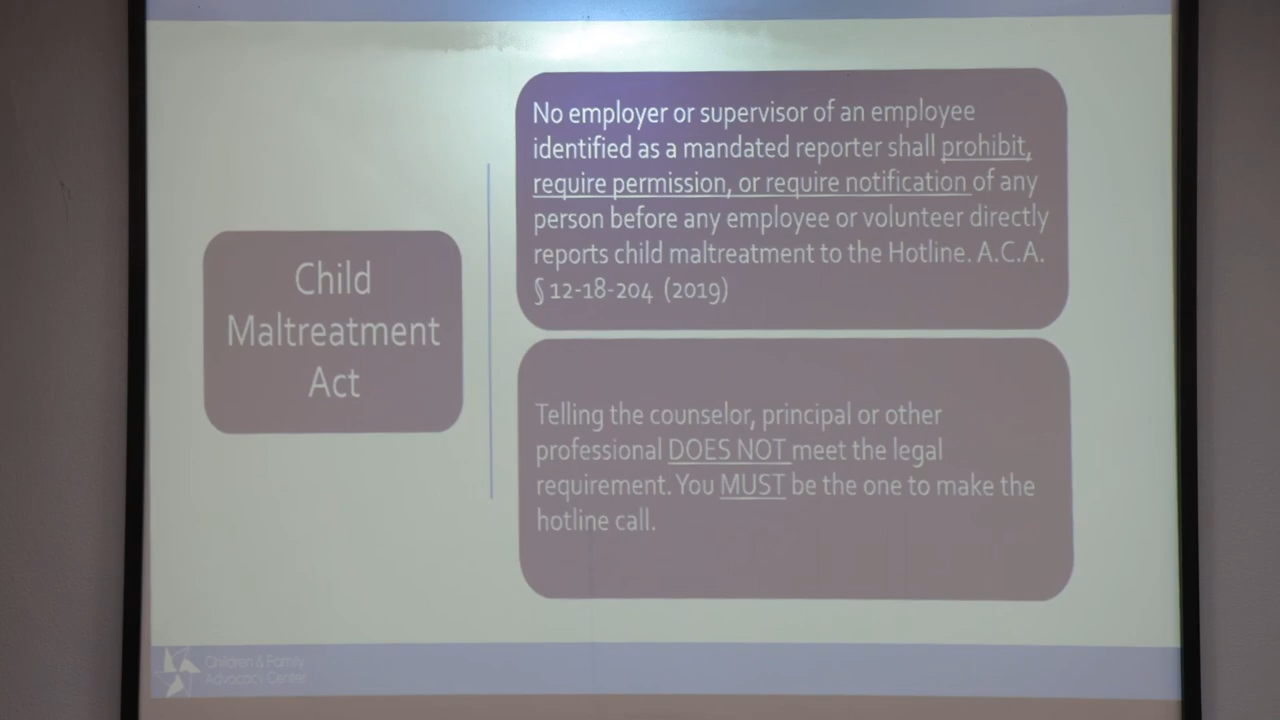 Child
Maltreatment
Act
No employer or supervisor of an employee
identified as a mandated reporter shall prohibit,
require permission, or require notification of any
person before any employee or volunteer directly
reports child maltreatment to the Hotline. A.C.A.
§ 12-18-204 (2019)
Telling the counselor, principal or other
professional DOES NOT meet the legal
requirement. You MUST be the one to make the
hotline call.
Children & Family
Advocacy Center